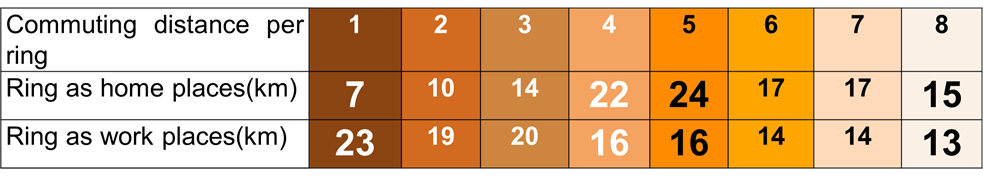 Commuting distance per ring 1 2 3 4 5 6 7 8
Ring as home places(km) 7 10 14 22 24 17 17 15
Ring as work places(km) 23 19 20 16 16 14 14 13